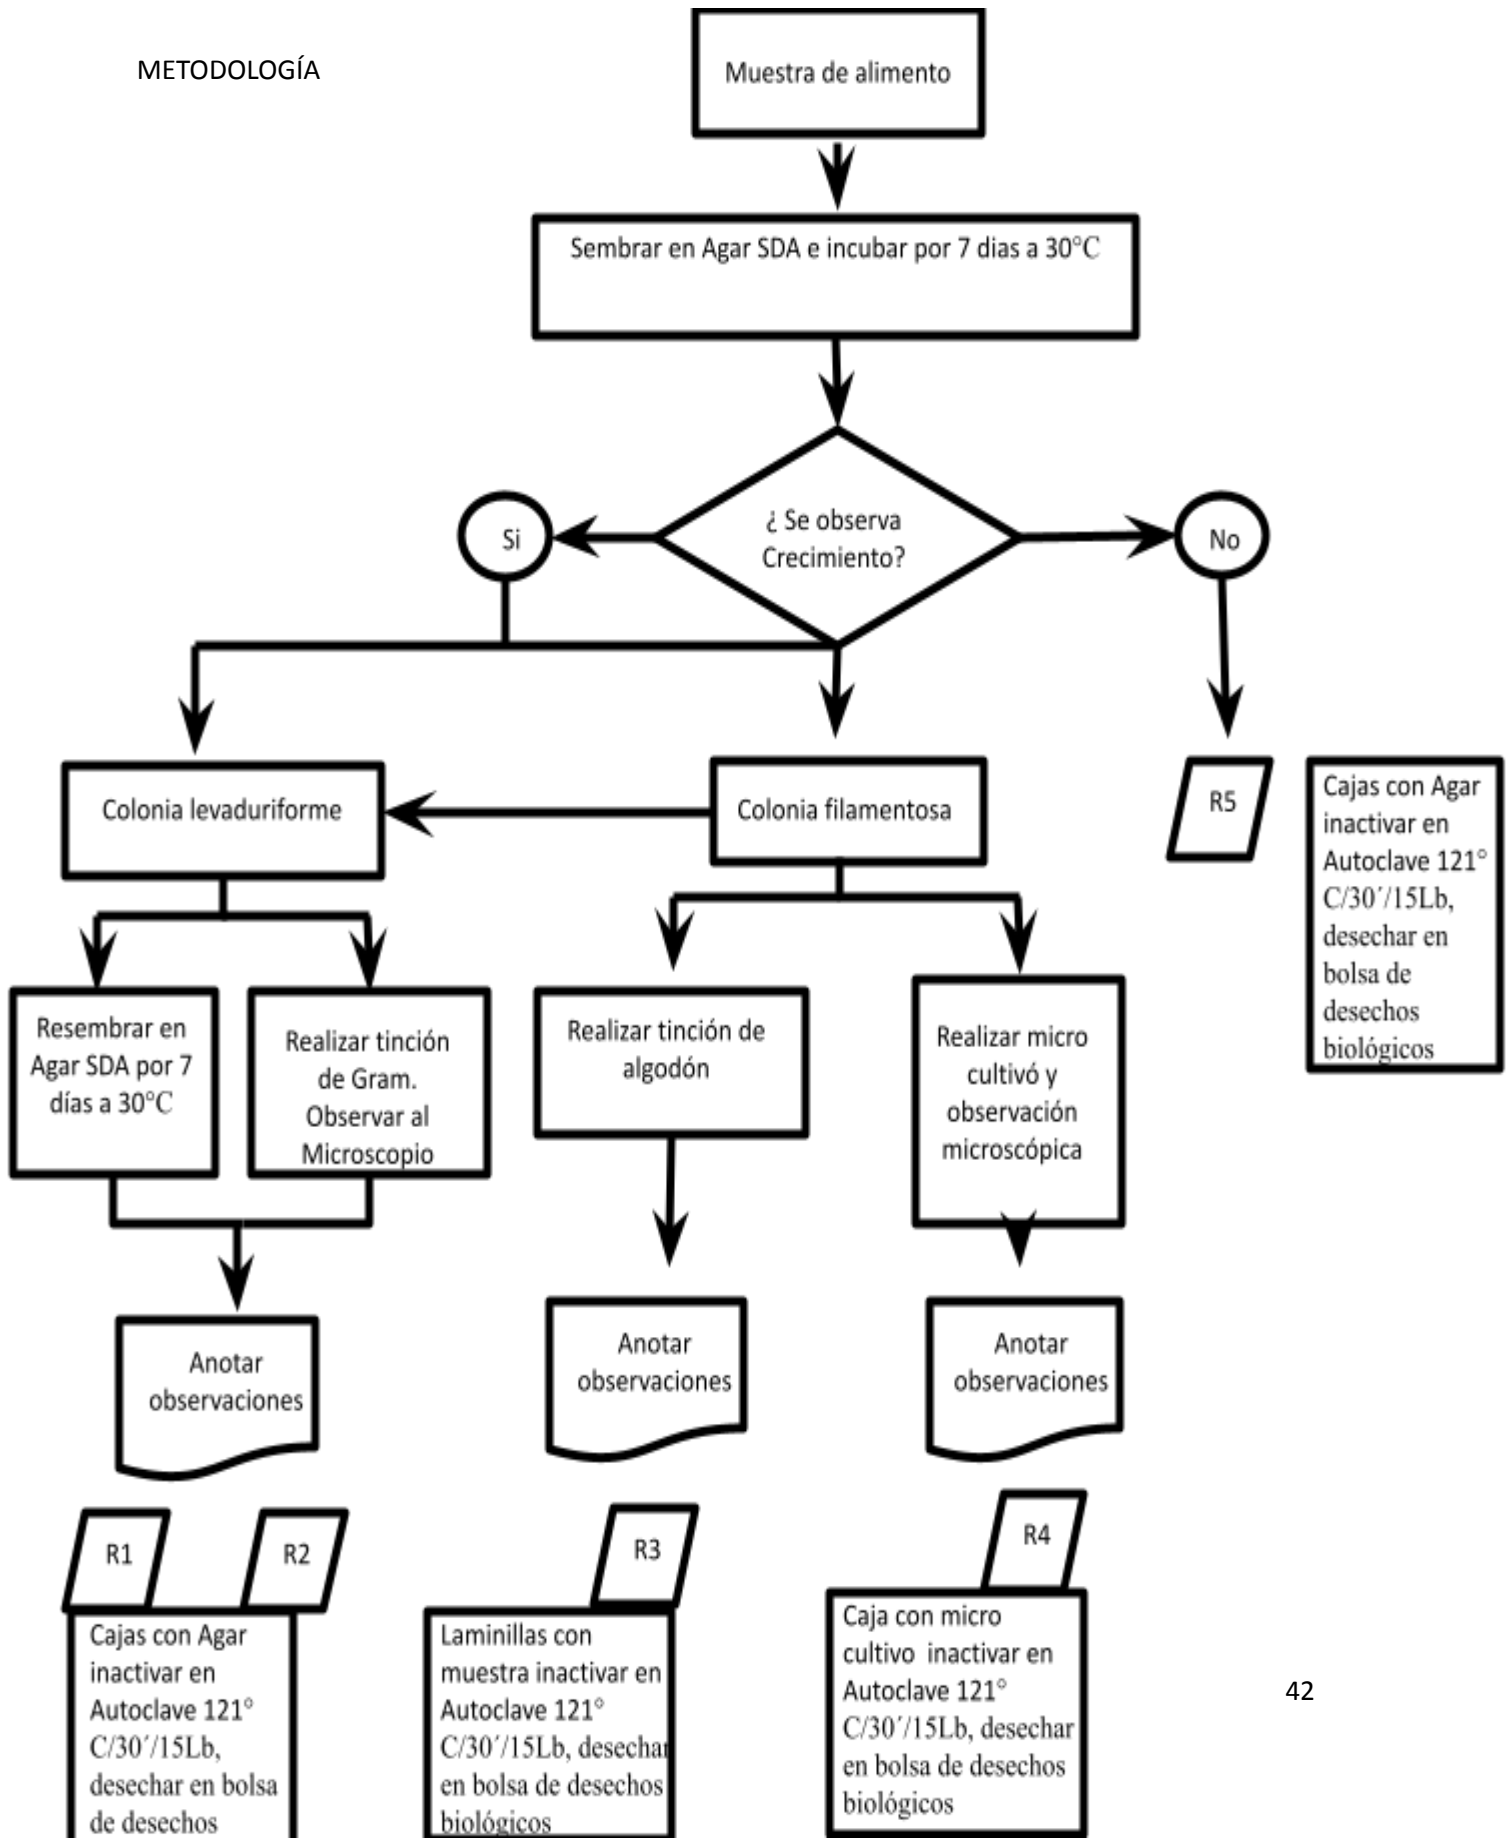 METODOLOGÍA
Muestra de alimento
Sembrar en Agar SDA e incubar por 7 dias a 30°C
¿ Se observa
Crecimiento?
Si
No
Colonia levaduriforme
Colonia filamentosa
R5
Cajas con Agar
inactivar en
Autoclave 121°
C/30´/15Lb,
desechar en
bolsa de
desechos
biológicos
Resembrar en
Agar SDA por 7
días a 30°C
Realizar tinción
de Gram.
Observar al
Microscopio
Realizar tinción de
algodón
Realizar micro
cultivó y
observación
microscópica
Anotar
observaciones
Anotar
observaciones
Anotar
observaciones
R1
R2
R3
R4
Cajas con Agar
inactivar en
Autoclave 121°
C/30´/15Lb,
desechar en bolsa
de desechos
Laminillas con
muestra inactivar en
Autoclave 121°
C/30´/15Lb, desechar
en bolsa de desechos
biológicos
Caja con micro
cultivo  inactivar en
Autoclave 121°
C/30´/15Lb, desechar
en bolsa de desechos
biológicos
42